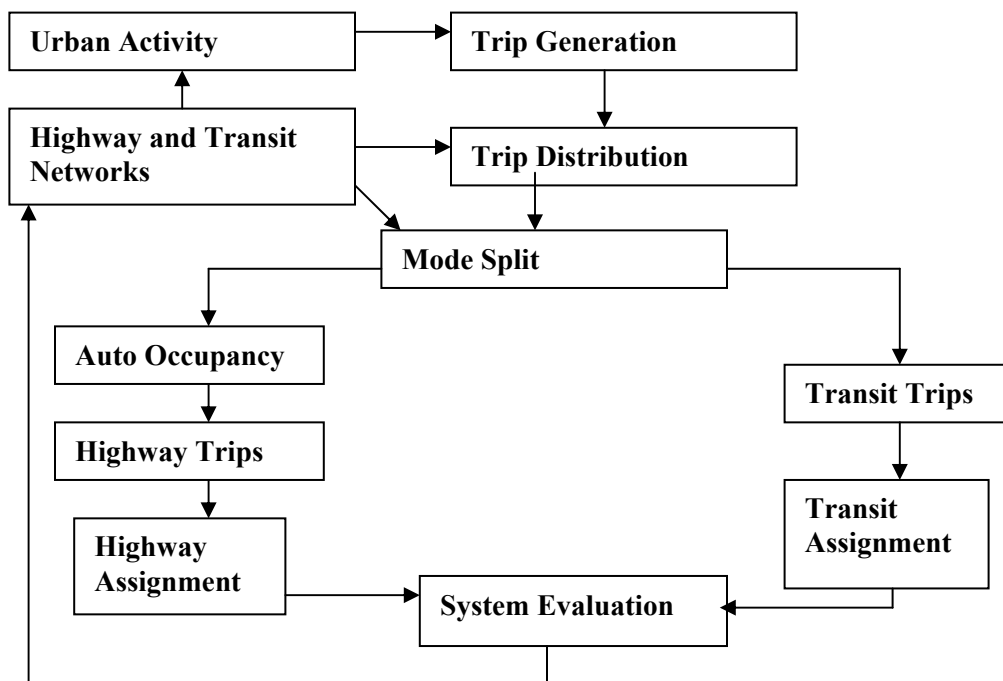 Urban Activity
Trip Generation
Highway and Transit
Networks
Trip Distribution
Mode Split
Auto Occupancy
Transit Trips
Highway Trips
Transit
Assignment
Highway
Assignment
System Evaluation